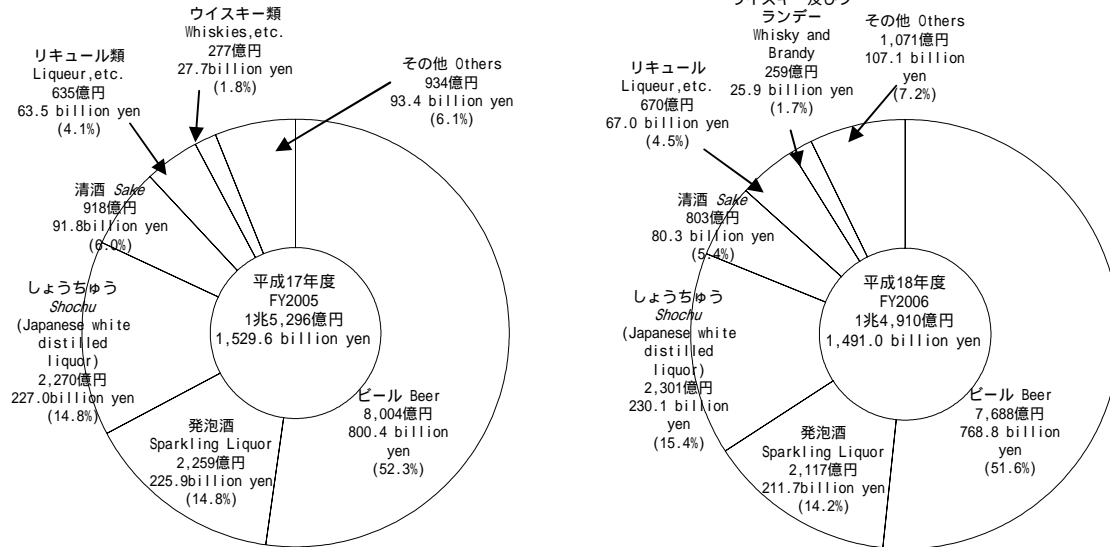 ウイスキー類
Whiskies,etc.
277億円
27.7billion yen
(1.8%)
リキュール類
Liqueur,etc.
635億円
63.5 billion yen
(4.1%)
その他 Others
934億円
93.4 billion yen
(6.1%)
清酒 Sake
918億円
91.8billion yen
(6.0%)
しょうちゅう
Shochu
(Japanese white
distilled
liquor)
2,270億円
227.0billion yen
(14.8%)
平成17年度
FY2005
1兆5,296億円
1,529.6 billion yen
発泡酒
Sparkling Liquor
2,259億円
225.9billion yen
(14.8%)
ビール Beer
8,004億円
800.4 billion
yen
(52.3%)
ランデー
Whisky and
Brandy
259億円
25.9 billion yen
(1.7%)
その他 Others
1,071億円
107.1 billion
yen
(7.2%)
リキュール
Liqueur,etc.
670億円
67.0 billion yen
(4.5%)
清酒 Sake
803億円
80.3 billion yen
(5.4%)
しょうちゅう
Shochu
(Japanese white
distilled
liquor)
2,301億円
230.1 billion
yen
(15.4%)
平成18年度
FY2006
1兆4,910億円
1,491.0 billion yen
発泡酒
Sparkling Liquor
2,117億円
211.7billion yen
(14.2%)
ビール Beer
7,688億円
768.8 billion
yen
(51.6%)